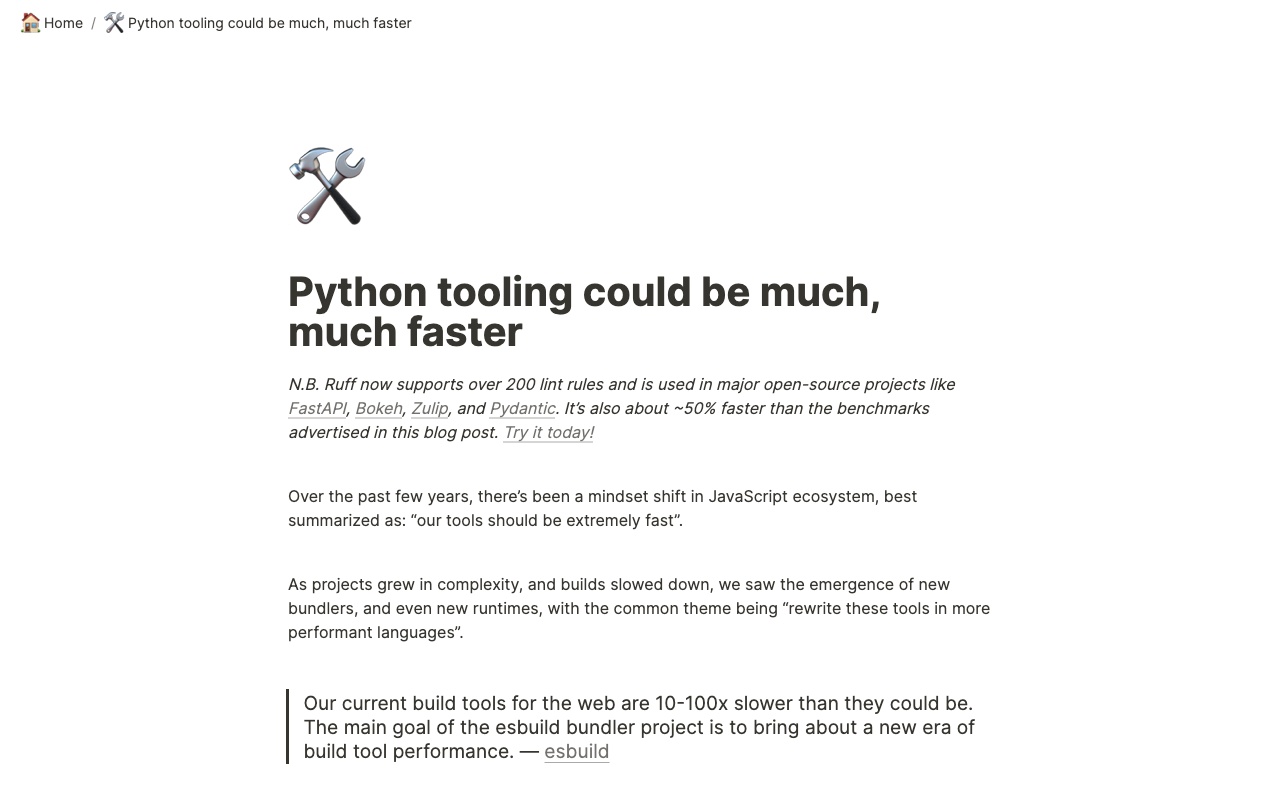 Home / Python tooling could be much, much faster
Python tooling could be much,
much faster
N.B. Ruff now supports over 200 lint rules and is used in major open-source projects like
FastAPI, Bokeh, Zulip, and Pydantic. It’s also about ~50% faster than the benchmarks
advertised in this blog post. Try it today!
Over the past few years, there’s been a mindset shift in JavaScript ecosystem, best
summarized as: “our tools should be extremely fast”.
As projects grew in complexity, and builds slowed down, we saw the emergence of new
bundlers, and even new runtimes, with the common theme being “rewrite these tools in more
performant languages”.
Our current build tools for the web are 10-100x slower than they could be.
The main goal of the esbuild bundler project is to bring about a new era of
build tool performance. — esbuild